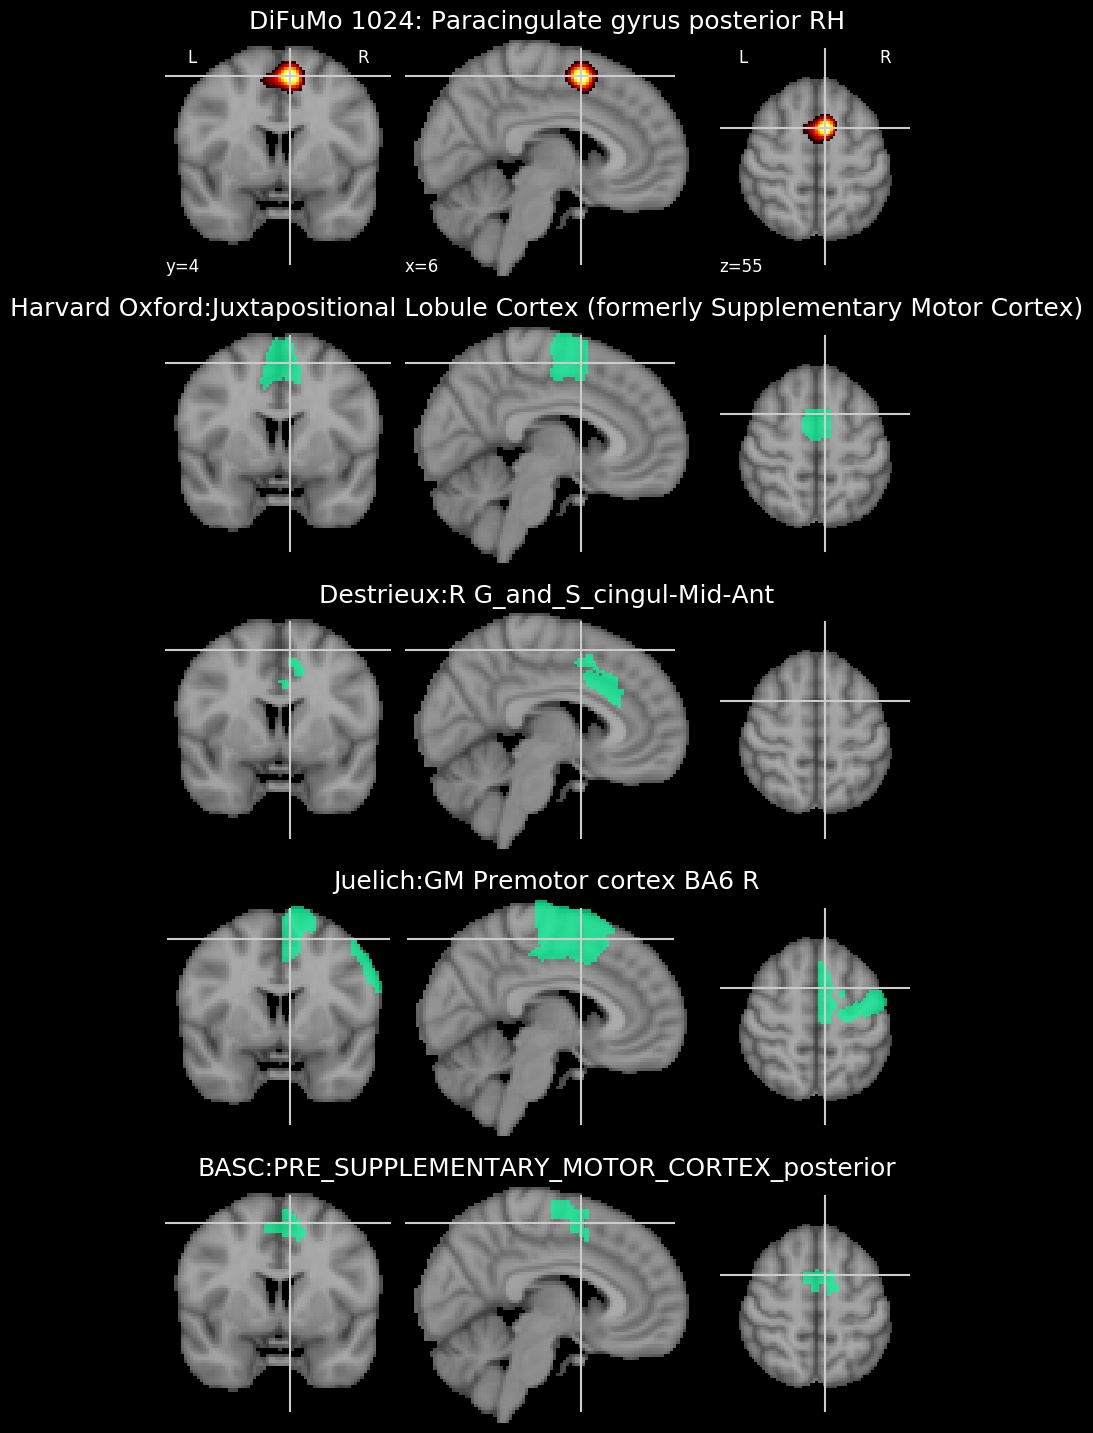 DiFuMo 1024: Paracingulate gyrus posterior RH
L R L R
y=4 x=6 z=55
Harvard Oxford:Juxtapositional Lobule Cortex (formerly Supplementary Motor Cortex)
Destrieux:R G_and_S_cingul-Mid-Ant
Juelich:GM Premotor cortex BA6 R
BASC:PRE_SUPPLEMENTARY_MOTOR_CORTEX_posterior